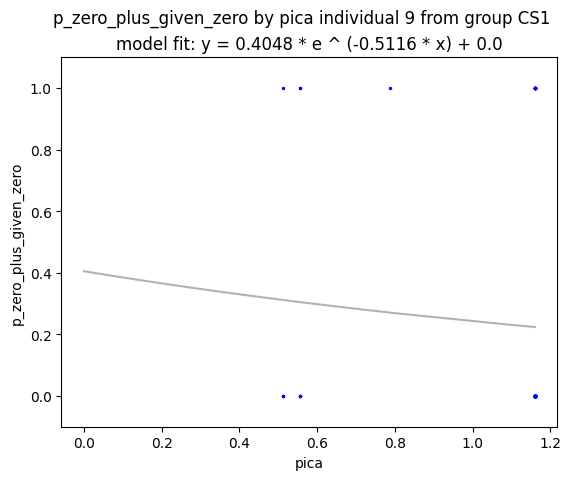 p_zero_plus_given_zero by pica individual 9 from group CS1
model fit: y = 0.4048 * e ^ (-0.5116 * x) + 0.0
1.0
0.8
0.6
0.4
0.2
0.0
p_zero_plus_given_zero
0.0 0.2 0.4 0.6 0.8 1.0 1.2
pica